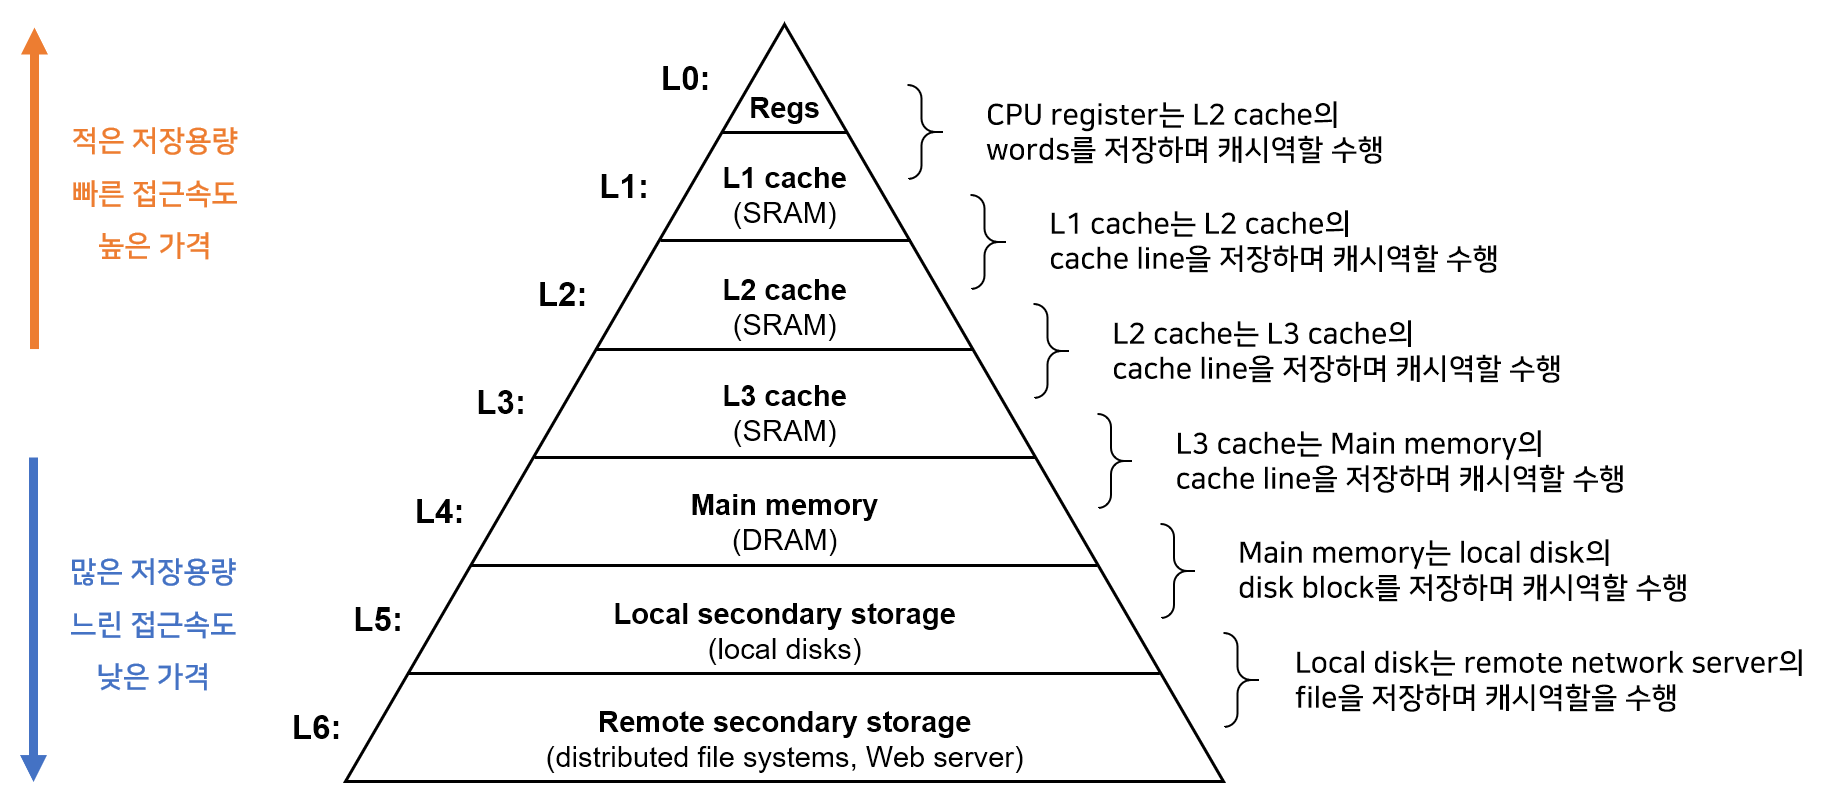 적은 저장용량
빠른 접근속도
높은 가격
많은 저장용량
느린 접근속도
낮은 가격
L0:
Regs
L1:
L1 cache
(SRAM)
L2:
L2 cache
(SRAM)
L3:
L3 cache
(SRAM)
L4:
Main memory
(DRAM)
L5:
Local secondary storage
(local disks)
L6:
Remote secondary storage
(distributed file systems, Web server)
CPU register는 L2 cache의
words를 저장하며 캐시역할 수행
L1 cache는 L2 cache의
cache line을 저장하며 캐시역할 수행
L2 cache는 L3 cache의
cache line을 저장하며 캐시역할 수행
L3 cache는 Main memory의
cache line을 저장하며 캐시역할 수행
Main memory는 local disk의
disk block를 저장하며 캐시역할 수행
Local disk는 remote network server의
file을 저장하며 캐시역할을 수행